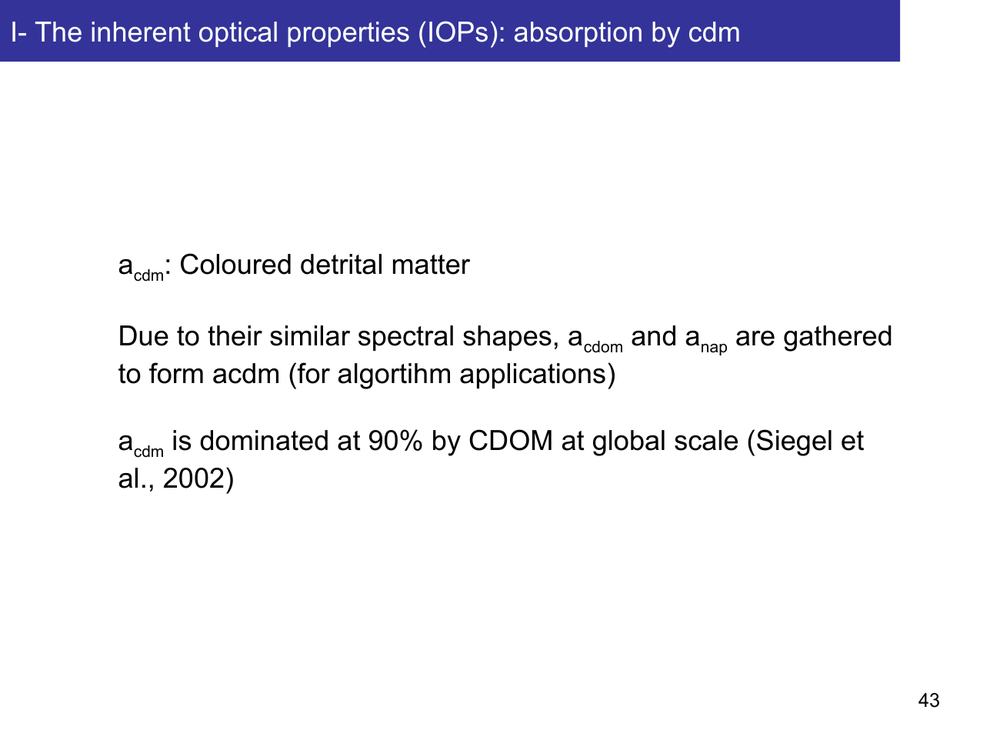 I- The inherent optical properties (IOPs): absorption by cdm
acdm: Coloured detrital matter
Due to their similar spectral shapes, acdom and anap are gathered
to form acdm (for algortihm applications)
acdm is dominated at 90% by CDOM at global scale (Siegel et
al., 2002)
43